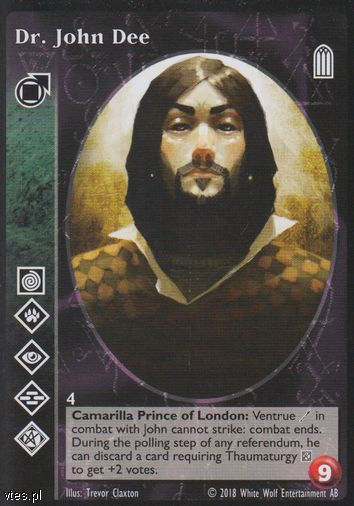 Dr. John Dee
4
Camarilla Prince of London: Ventrue in
combat with John cannot strike: combat ends.
During the polling step of any referendum, he
can discard a card requiring Thaumaturgy
to get +2 votes.
9
vtes.pl
Illus: Trevor Claxton
© 2018 White Wolf Entertainment AB